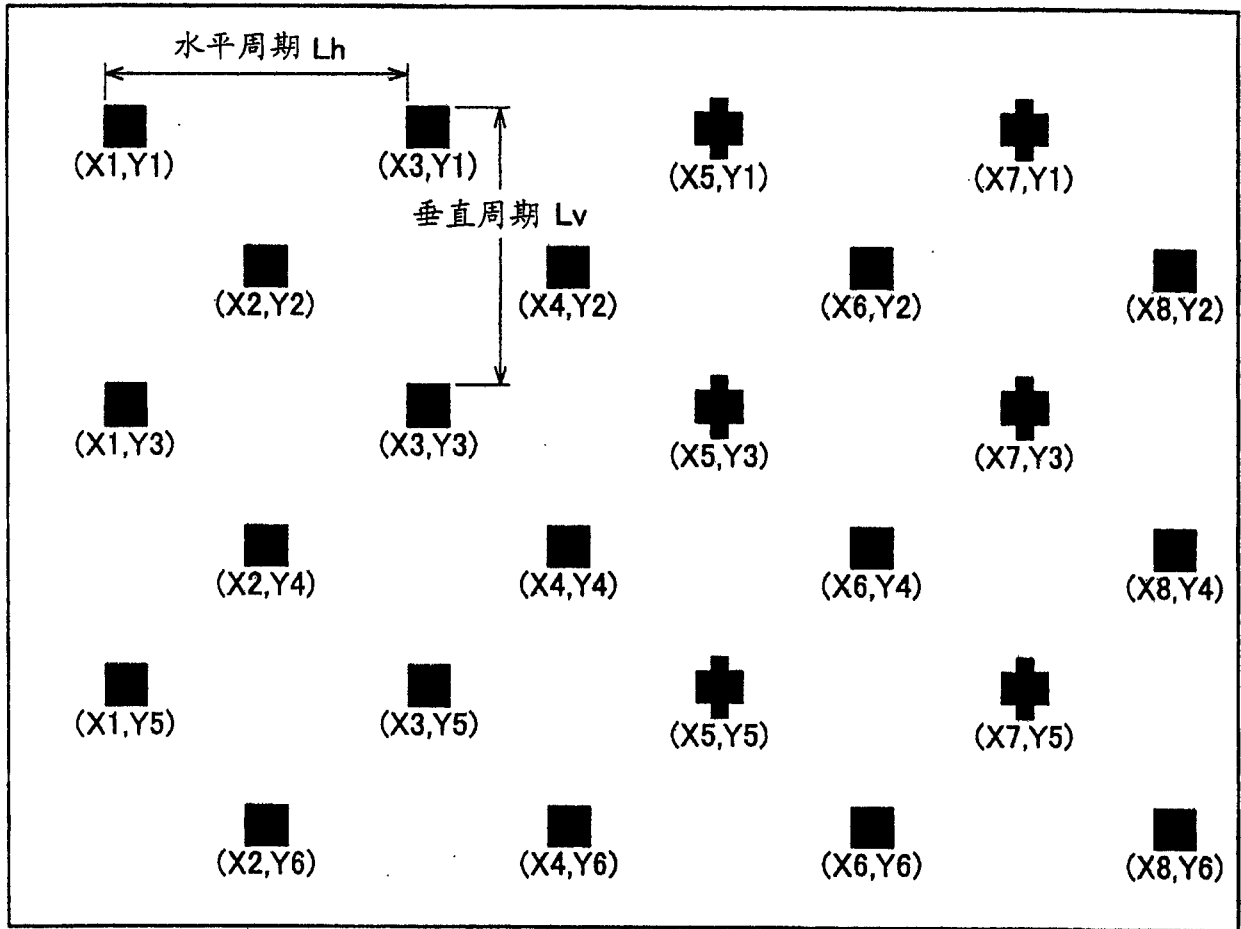 水平周期 Lh
(X1,Y1) (X3,Y1) (X5,Y1) (X7,Y1)
垂直周期 Lv
(X2,Y2) (X4,Y2) (X6,Y2) (X8,Y2)
(X1,Y3) (X3,Y3) (X5,Y3) (X7,Y3)
(X2,Y4) (X4,Y4) (X6,Y4) (X8,Y4)
(X1,Y5) (X3,Y5) (X5,Y5) (X7,Y5)
(X2,Y6) (X4,Y6) (X6,Y6) (X8,Y6)